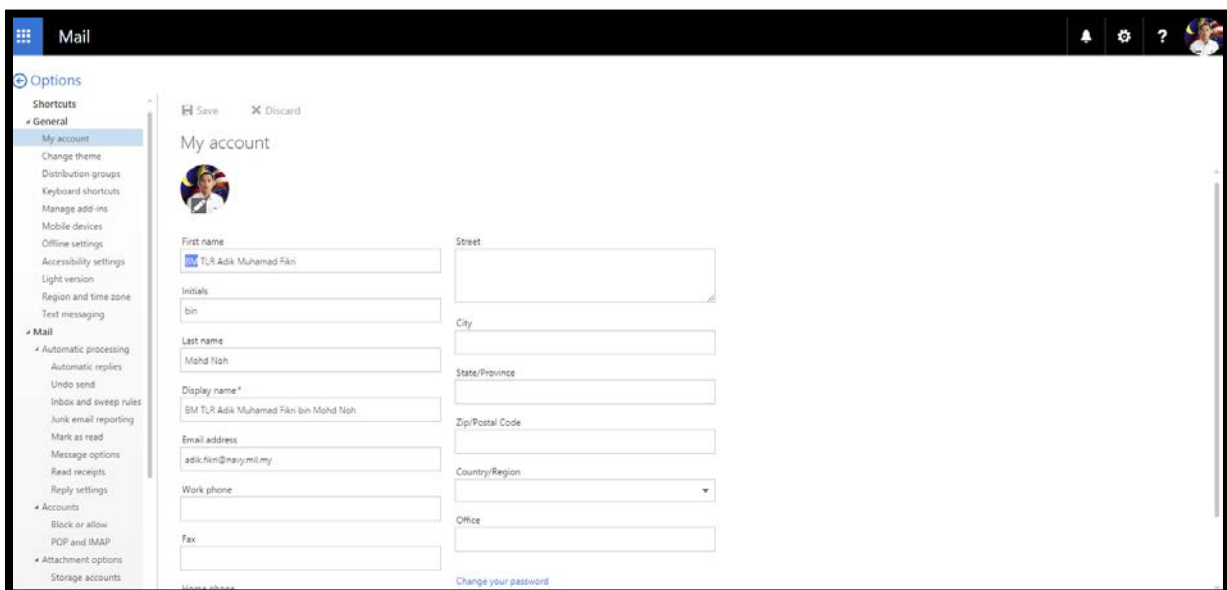 Mail
?
Options
Shortcuts
General
My account
Change theme
Distribution groups
Keyboard shortcuts
Manage add-ins
Mobile devices
Offline settings
Accessibility settings
Light version
Region and time zone
Text messaging
Mail
Automatic processing
Automatic replies
Undo send
Inbox and sweep rules
Junk email reporting
Mark as read
Message options
Read receipts
Reply settings
Accounts
Block or allow
POP and IMAP
Attachment options
Storage accounts
Save Discard
My account
First name
BM TLR Adik Muhamad Fikri
Initials
bin
Last name
Mohd Noh
Display name*
BM TLR Adik Muhamad Fikri bin Mohd Noh
Email address
adik.fikri@navy.mil.my
Work phone
Fax
Home phone
Street
City
State/Province
Zip/Postal Code
Country/Region
Office
Change your password